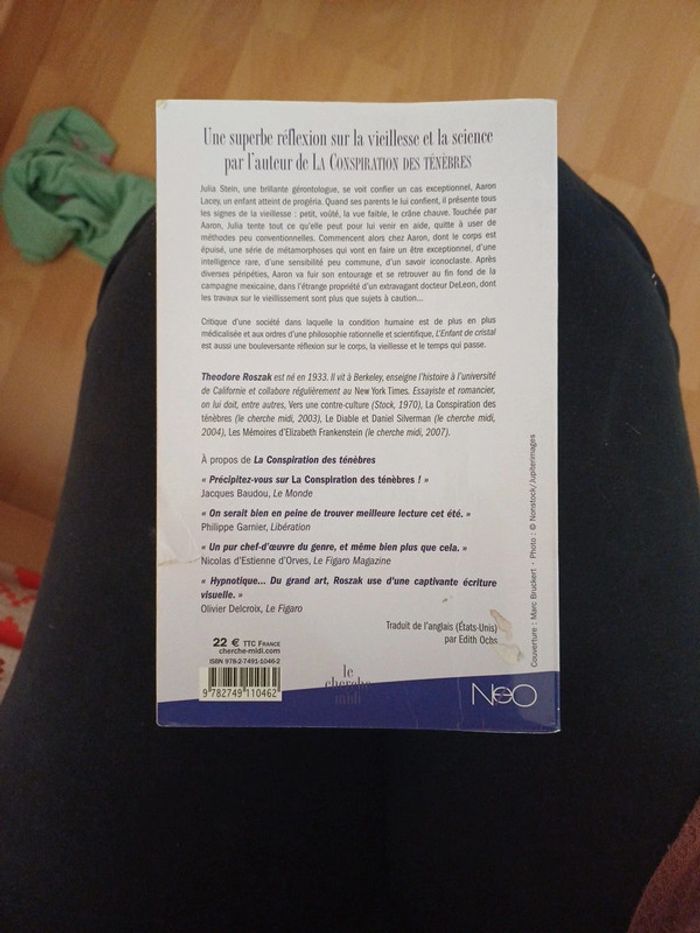 Une superbe réflexion sur la vieillesse et la science
par l'auteur de LA CONSPIRATION DES TÉNÈBRES
Julia Stein, une brillante gérontologue, se voit confier un cas exceptionnel, Aaron
Lacey, un enfant atteint de progéria. Quand ses parents le lui confient, il présente tous
les signes de la vieillesse : petit, voûté, la vue faible, le crâne chauve. Touchée par
Aaron, Julia tente tout ce qu'elle peut pour lui venir en aide, quitte à user de
méthodes peu conventionnelles. Commencent alors chez Aaron, dont le corps est
épuisé, une série de métamorphoses qui vont en faire un être exceptionnel, d'une
intelligence rare, d'une sensibilité peu commune, d'un savoir iconoclaste. Après
diverses péripéties, Aaron va fuir son entourage et se retrouver au fin fond de la
campagne mexicaine, dans l'étrange propriété d'un extravagant docteur DeLeon, dont
les travaux sur le vieillissement sont plus que sujets à caution...
Critique d'une société dans laquelle la condition humaine est de plus en plus
médicalisée et aux ordres d'une philosophie rationnelle et scientifique, L'Enfant de cristal
est aussi une bouleversante réflexion sur le corps, la vieillesse et le temps qui passe.
Theodore Roszak est né en 1933. Il vit à Berkeley, enseigne l'histoire à l'université
de Californie et collabore régulièrement au New York Times. Essayiste et romancier,
on lui doit, entre autres, Vers une contre-culture (Stock, 1970), La Conspiration des
ténèbres (le cherche midi, 2003), Le Diable et Daniel Silverman (le cherche midi,
2004), Les Mémoires d'Elizabeth Frankenstein (le cherche midi, 2007).
À propos de La Conspiration des ténèbres
« Précipitez-vous sur La Conspiration des ténèbres ! »
Jacques Baudou, Le Monde
« On serait bien en peine de trouver meilleure lecture cet été. »
Philippe Garnier, Libération
« Un pur chef-d'œuvre du genre, et même bien plus que cela. »
Nicolas d'Estienne d'Orves, Le Figaro Magazine
« Hypnotique... Du grand art, Roszak use d'une captivante écriture
visuelle. »
Olivier Delcroix, Le Figaro
Traduit de l'anglais (États-Unis)
par Edith Ochs
Couverture : Marc Bruckert • Photo : © Nonstock/Jupiterimages
22 € TTC FRANCE
cherche-midi.com
ISBN 978-2-7491-1046-2
9 782749 110462
le
cherche
midi
NEO